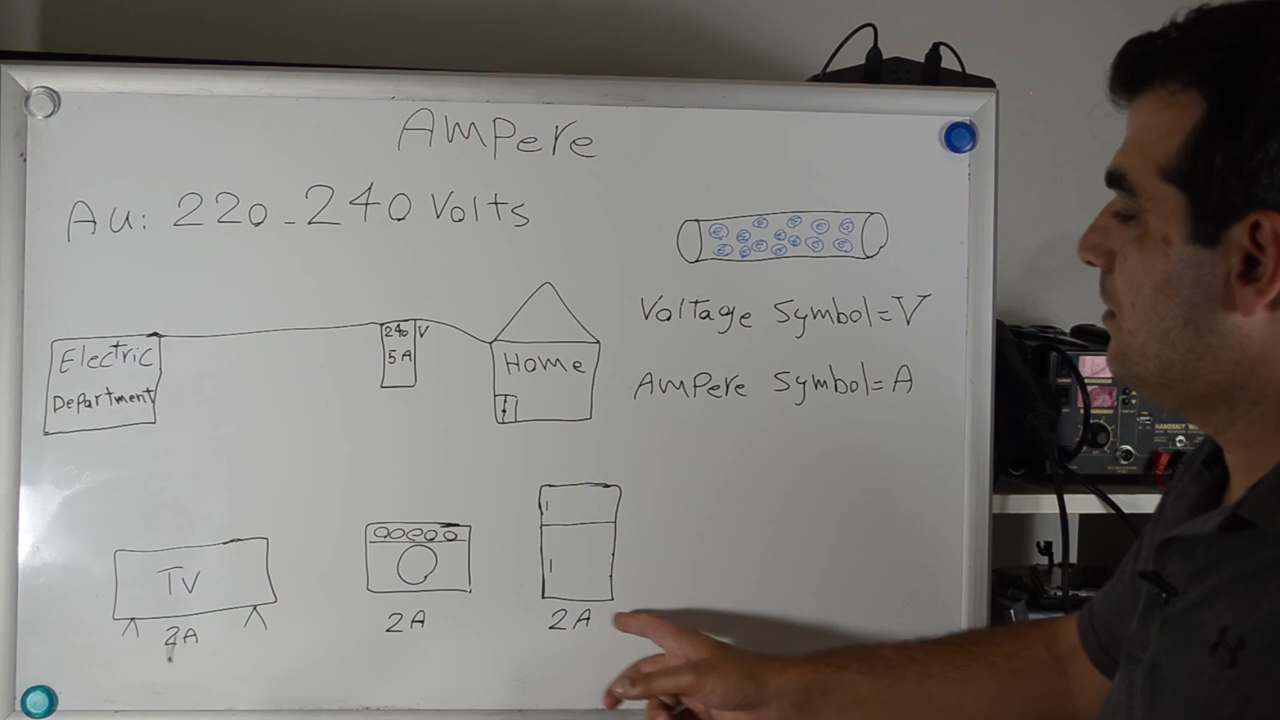 AMPere
Au: 220-240 Volts
Voltage Symbol=V
AMPere Symbol=A
Electric
Department
240 V
5A
Home
TV
2A
2A
2A